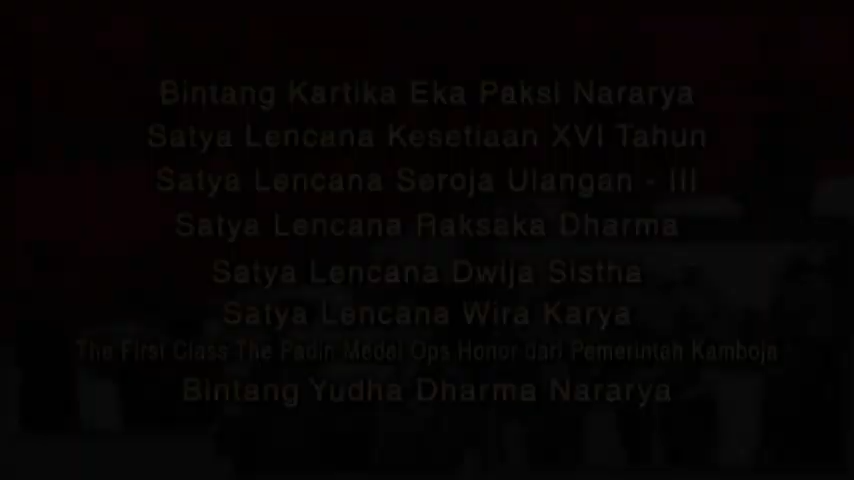 Bintang Kartika Eka Paksi Nararya
Satya Lencana Kesetiaan XVI Tahun
Satya Lencana Seroja Ulangan - III
Satya Lencana Raksaka Dharma
Satya Lencana Dwija Sistha
Satya Lencana Wira Karya
The First Class The Padin Medal Ops Honor dari Pemerintah Kamboja
Bintang Yudha Dharma Nararya